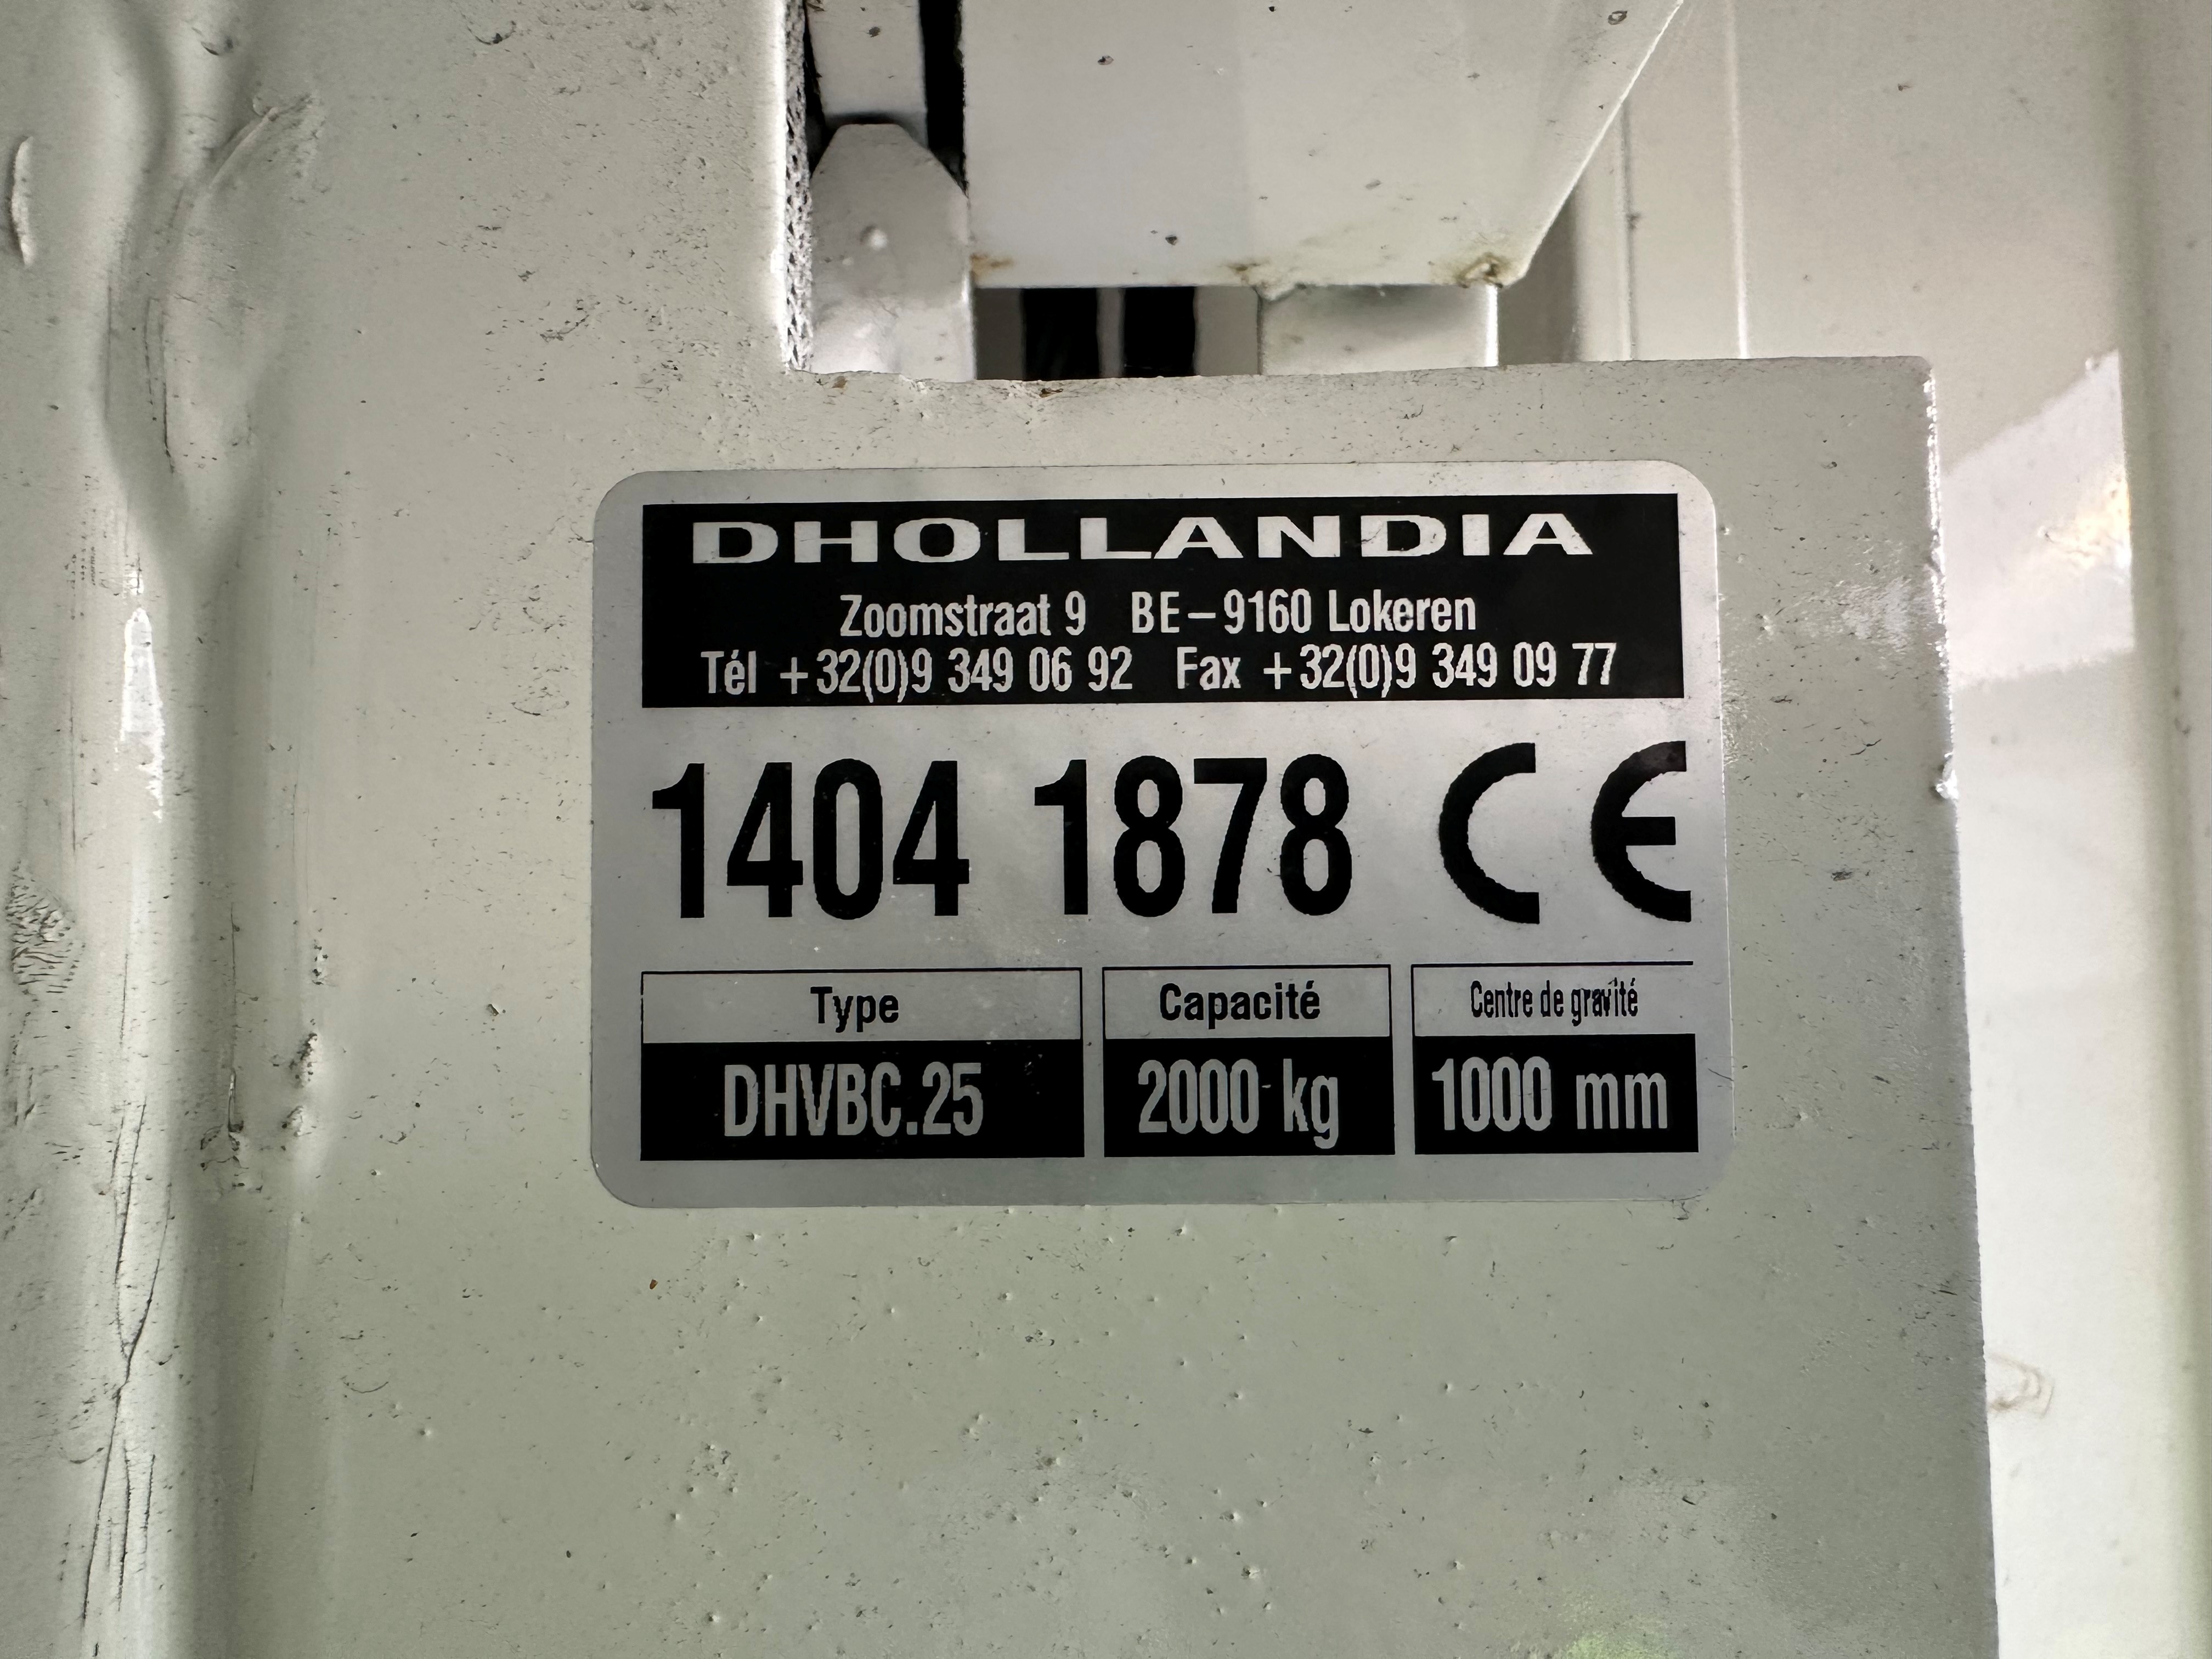 DHOLLANDIA
Zoomstraat 9 BE–9160 Lokeren
Tél +32(0)9 349 06 92 Fax +32(0)9 349 09 77
1404 1878 CE
Type Capacité Centre de gravité
DHVBC.25 2000 kg 1000 mm